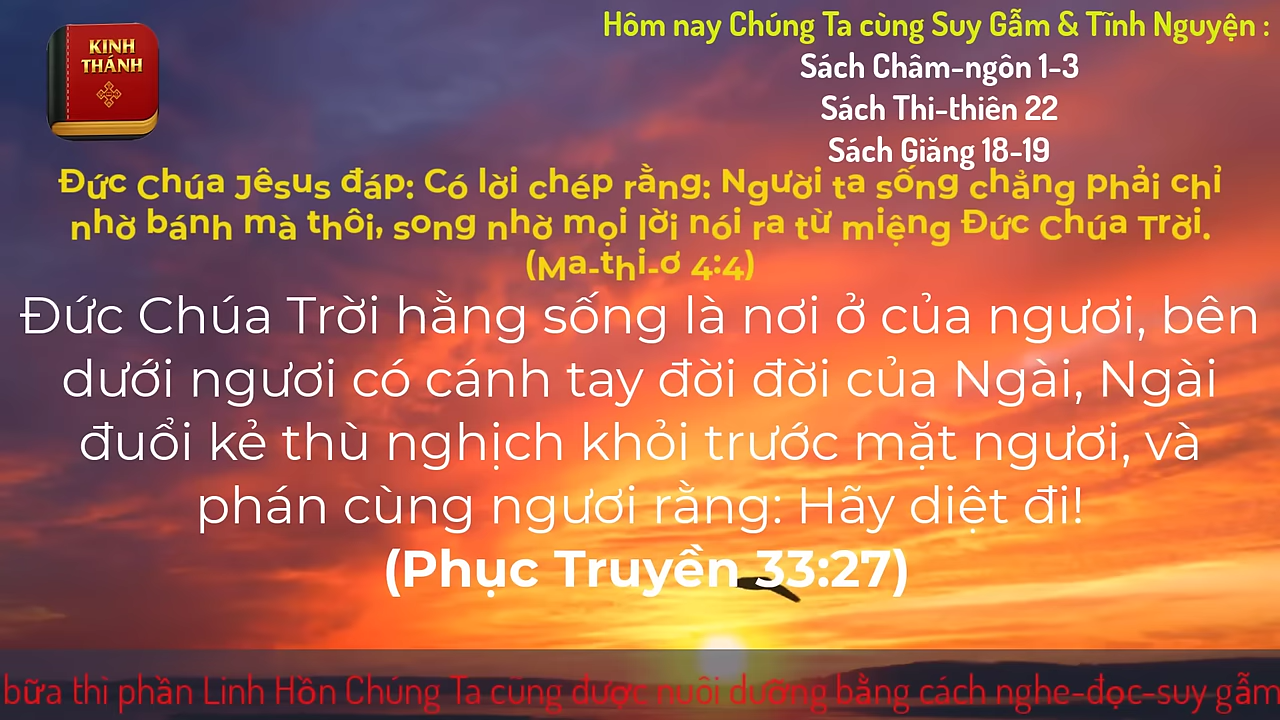 KINH
THÁNH
Hôm nay Chúng Ta cùng Suy Gẫm & Tĩnh Nguyện :
Sách Châm-ngôn 1-3
Sách Thi-thiên 22
Sách Giăng 18-19
Đức Chúa Jêsus đáp: Có lời chép rằng: Người ta sống chẳng phải chỉ
nhờ bánh mà thôi, song nhờ mọi lời nói ra từ miệng Đức Chúa Trời.
(Ma-thi-ơ 4:4)
Đức Chúa Trời hằng sống là nơi ở của ngươi, bên
dưới ngươi có cánh tay đời đời của Ngài, Ngài
đuổi kẻ thù nghịch khỏi trước mặt ngươi, và
phán cùng ngươi rằng: Hãy diệt đi!
(Phục Truyền 33:27)
bữa thì phần Linh Hồn Chúng Ta cũng được nuôi dưỡng bằng cách nghe-đọc-suy gẫm